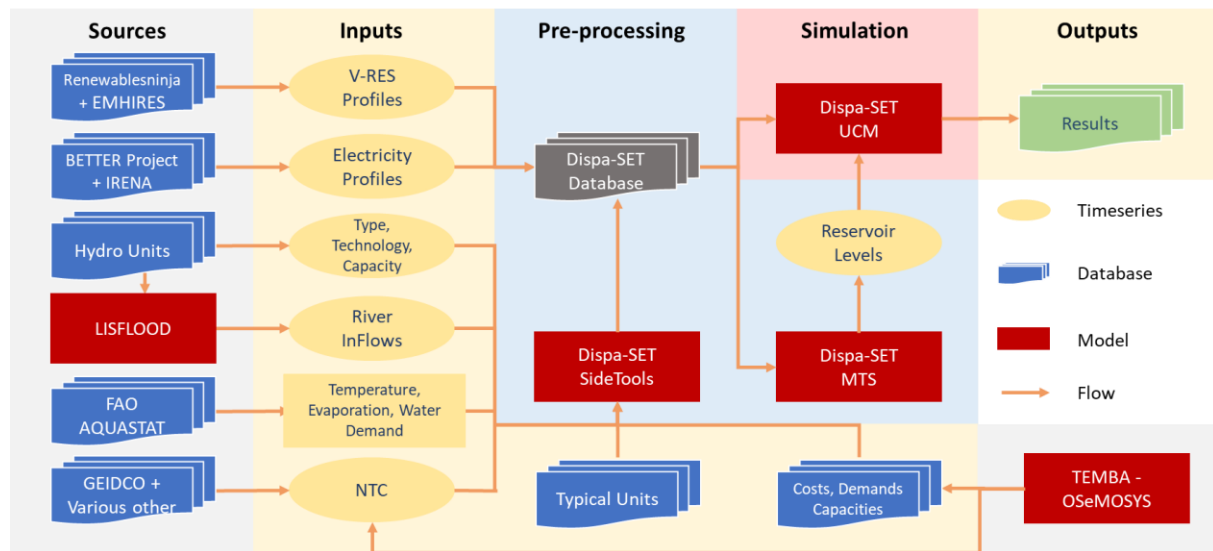 Sources
Inputs
Pre-processing
Simulation
Outputs
Renewablesninja
+ EMHIRES
V-RES
Profiles
Dispa-SET
UCM
Results
BETTER Project
+ IRENA
Electricity
Profiles
Dispa-SET
Database
Hydro Units
Type,
Technology,
Capacity
Reservoir
Levels
Timeseries
Database
LISFLOOD
River
InFlows
Dispa-SET
SideTools
Dispa-SET
MTS
Model
Flow
FAO
AQUASTAT
Temperature,
Evaporation, Water
Demand
GEIDCO +
Various other
NTC
Typical Units
Costs, Demands
Capacities
TEMBA -
OSeMOSYS